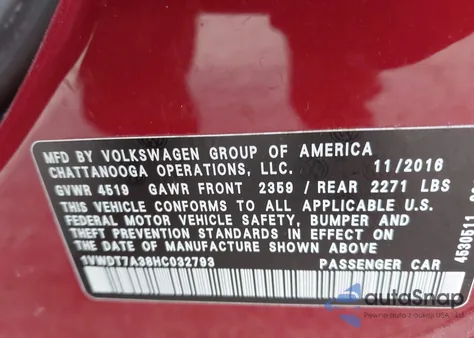 MFD BY VOLKSWAGEN GROUP OF AMERICA
CHATTANOOGA OPERATIONS, LLC. 11/2016
GVWR 4519 GAWR FRONT 2359 / REAR 2271 LBS
THIS VEHICLE CONFORMS TO ALL APPLICABLE U.S.
FEDERAL MOTOR VEHICLE SAFETY, BUMPER AND
THEFT PREVENTION STANDARDS IN EFFECT ON THE
DATE OF MANUFACTURE SHOWN ABOVE.
1VWDT7A38HC032793 PASSENGER CAR
4530511
autoSnap